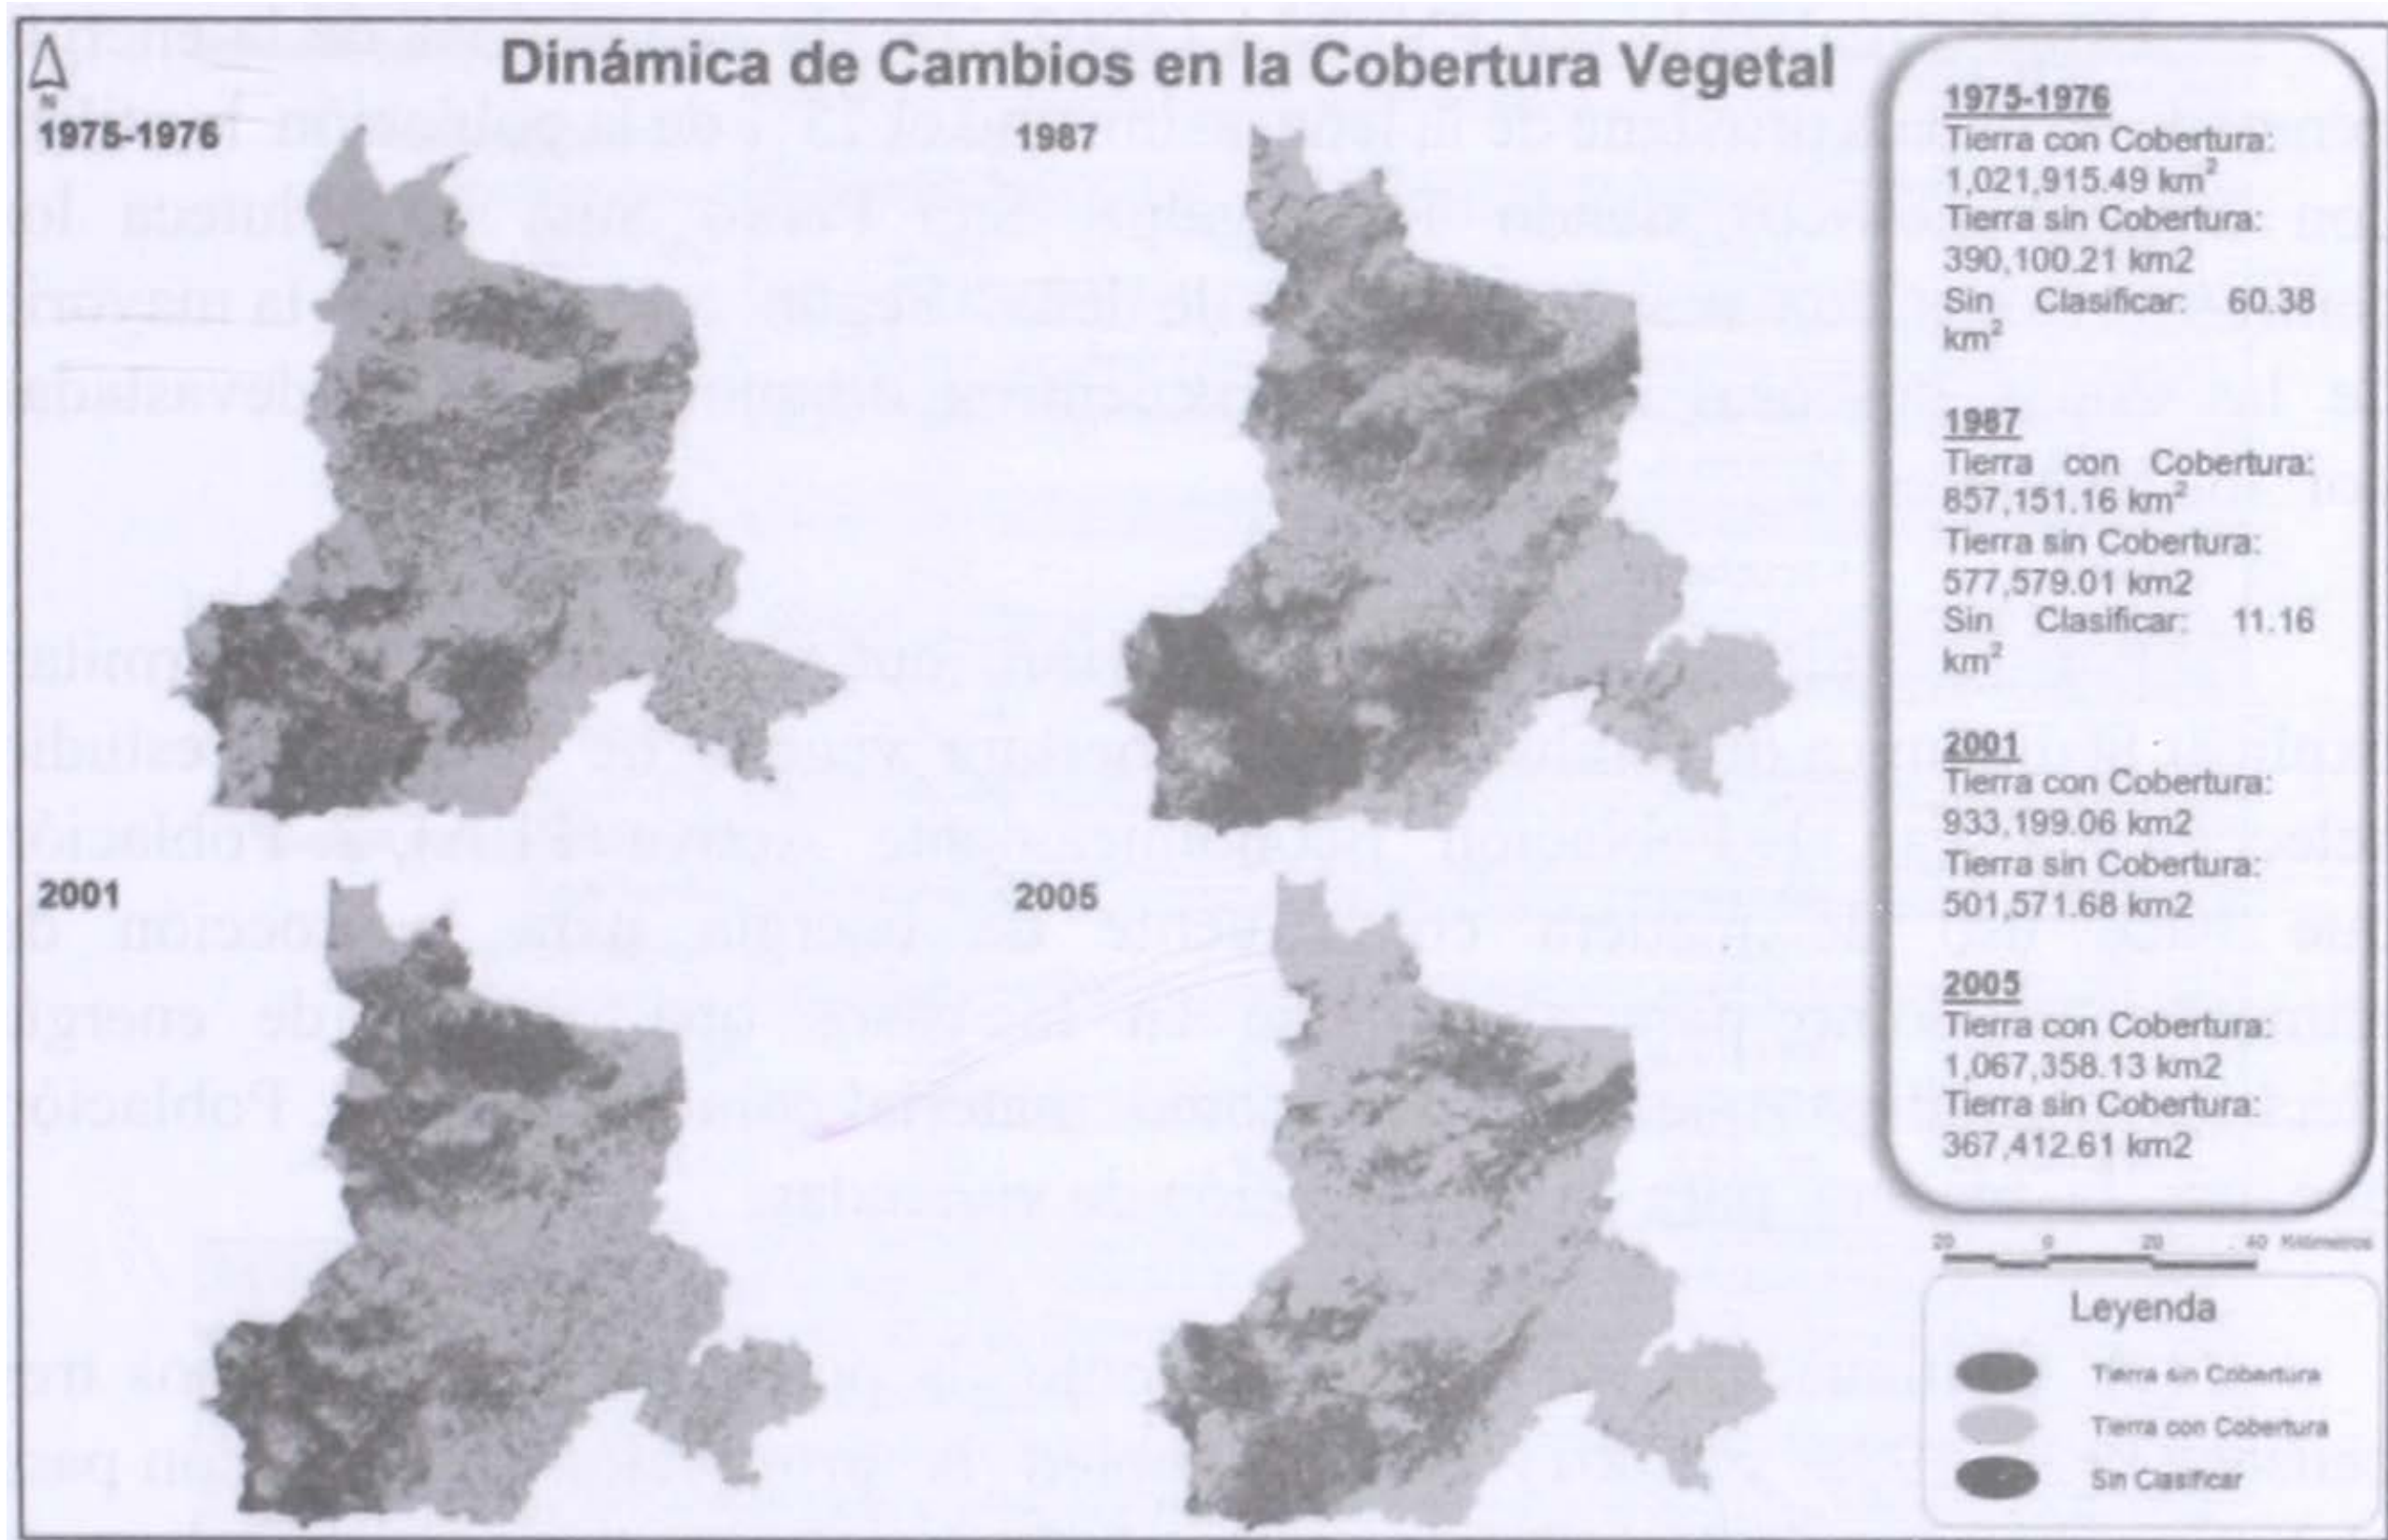 Dinámica de Cambios en la Cobertura Vegetal
N
1975-1976
1987
2001
2005
1975-1976
Tierra con Cobertura:
1,021,915.49 km²
Tierra sin Cobertura:
390,100.21 km2
Sin Clasificar: 60.38
km²
1987
Tierra con Cobertura:
857,151.16 km²
Tierra sin Cobertura:
577,579.01 km2
Sin Clasificar: 11.16
km²
2001
Tierra con Cobertura:
933,199.06 km2
Tierra sin Cobertura:
501,571.68 km2
2005
Tierra con Cobertura:
1,067,358.13 km2
Tierra sin Cobertura:
367,412.61 km2
20 0 20 40 Kilómetros
Leyenda
Tierra sin Cobertura
Tierra con Cobertura
Sin Clasificar